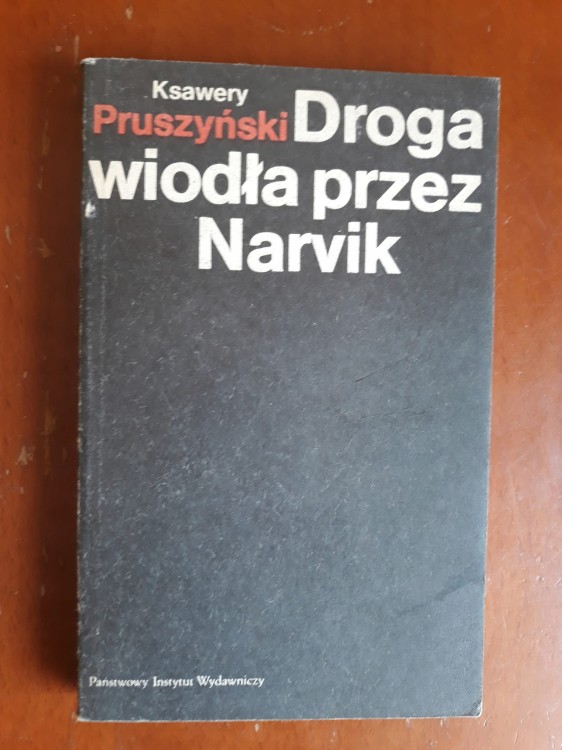 Ksawery
Pruszyński Droga
wiodła przez
Narvik
Państwowy Instytut Wydawniczy